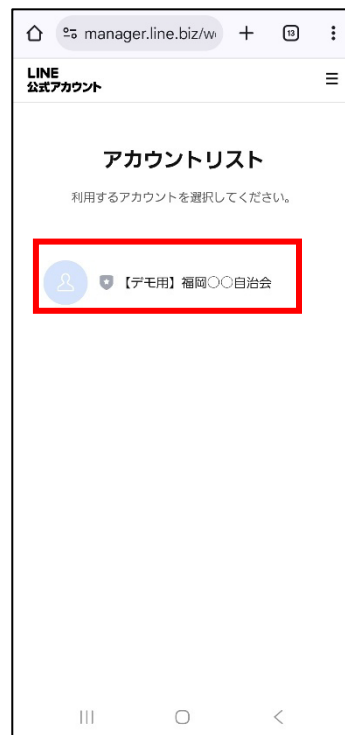 manager.line.biz/w
13
LINE
公式アカウント
アカウントリスト
利用するアカウントを選択してください。
【デモ用】福岡○○自治会